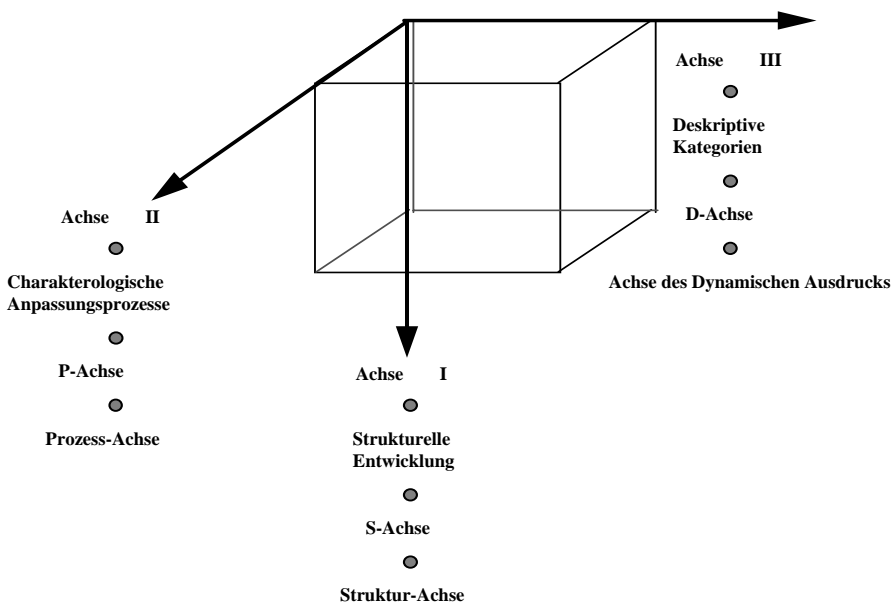 Achse II
Charakterologische
Anpassungsprozesse
P-Achse
Prozess-Achse
Achse I
Strukturelle
Entwicklung
S-Achse
Struktur-Achse
Achse III
Deskriptive
Kategorien
D-Achse
Achse des Dynamischen Ausdrucks